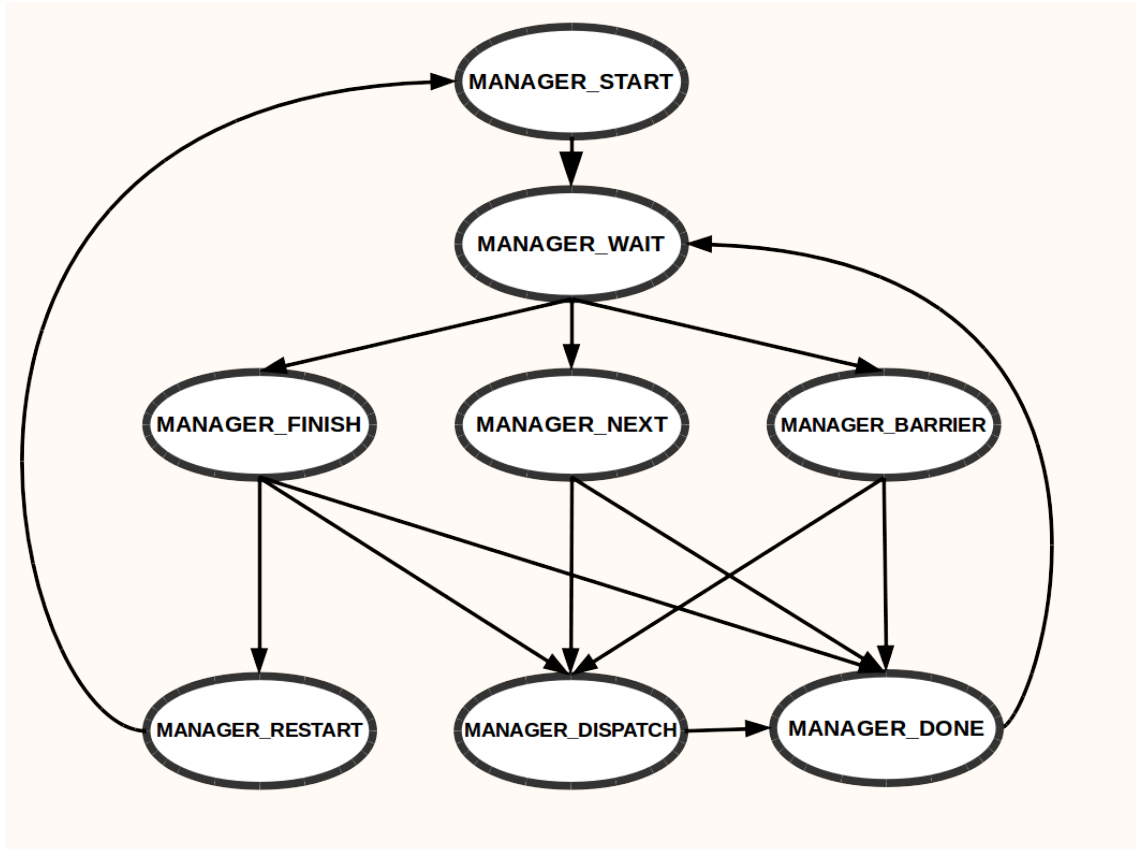 MANAGER_START
MANAGER_WAIT
MANAGER_FINISH
MANAGER_NEXT
MANAGER_BARRIER
MANAGER_RESTART
MANAGER_DISPATCH
MANAGER_DONE